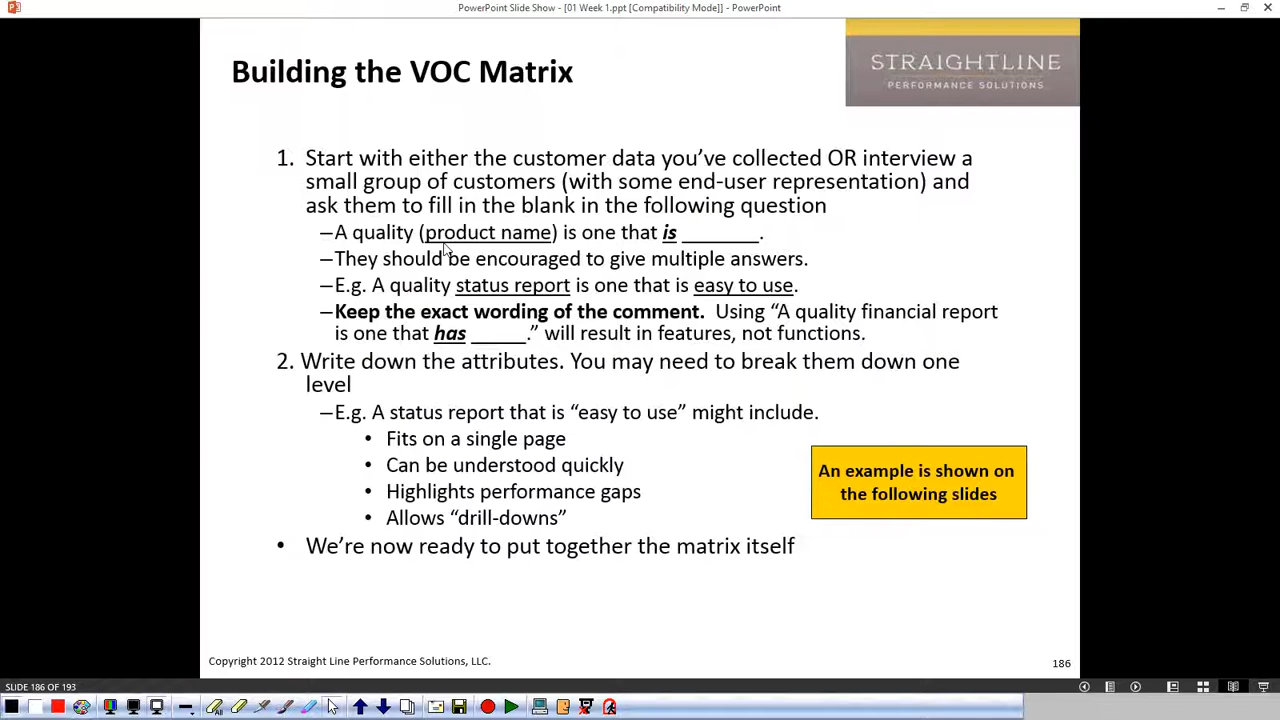 PowerPoint Slide Show - [01 Week 1.ppt [Compatibility Mode]] - PowerPoint
Building the VOC Matrix
STRAIGHTLINE
PERFORMANCE SOLUTIONS
1. Start with either the customer data you’ve collected OR interview a
small group of customers (with some end-user representation) and
ask them to fill in the blank in the following question
–A quality (product name) is one that is _______.
–They should be encouraged to give multiple answers.
–E.g. A quality status report is one that is easy to use.
–Keep the exact wording of the comment. Using “A quality financial report
is one that has _____.” will result in features, not functions.
2. Write down the attributes. You may need to break them down one
level
–E.g. A status report that is “easy to use” might include.
• Fits on a single page
• Can be understood quickly
• Highlights performance gaps
• Allows “drill-downs”
An example is shown on
the following slides
• We’re now ready to put together the matrix itself
Copyright 2012 Straight Line Performance Solutions, LLC.
186
SLIDE 186 OF 193